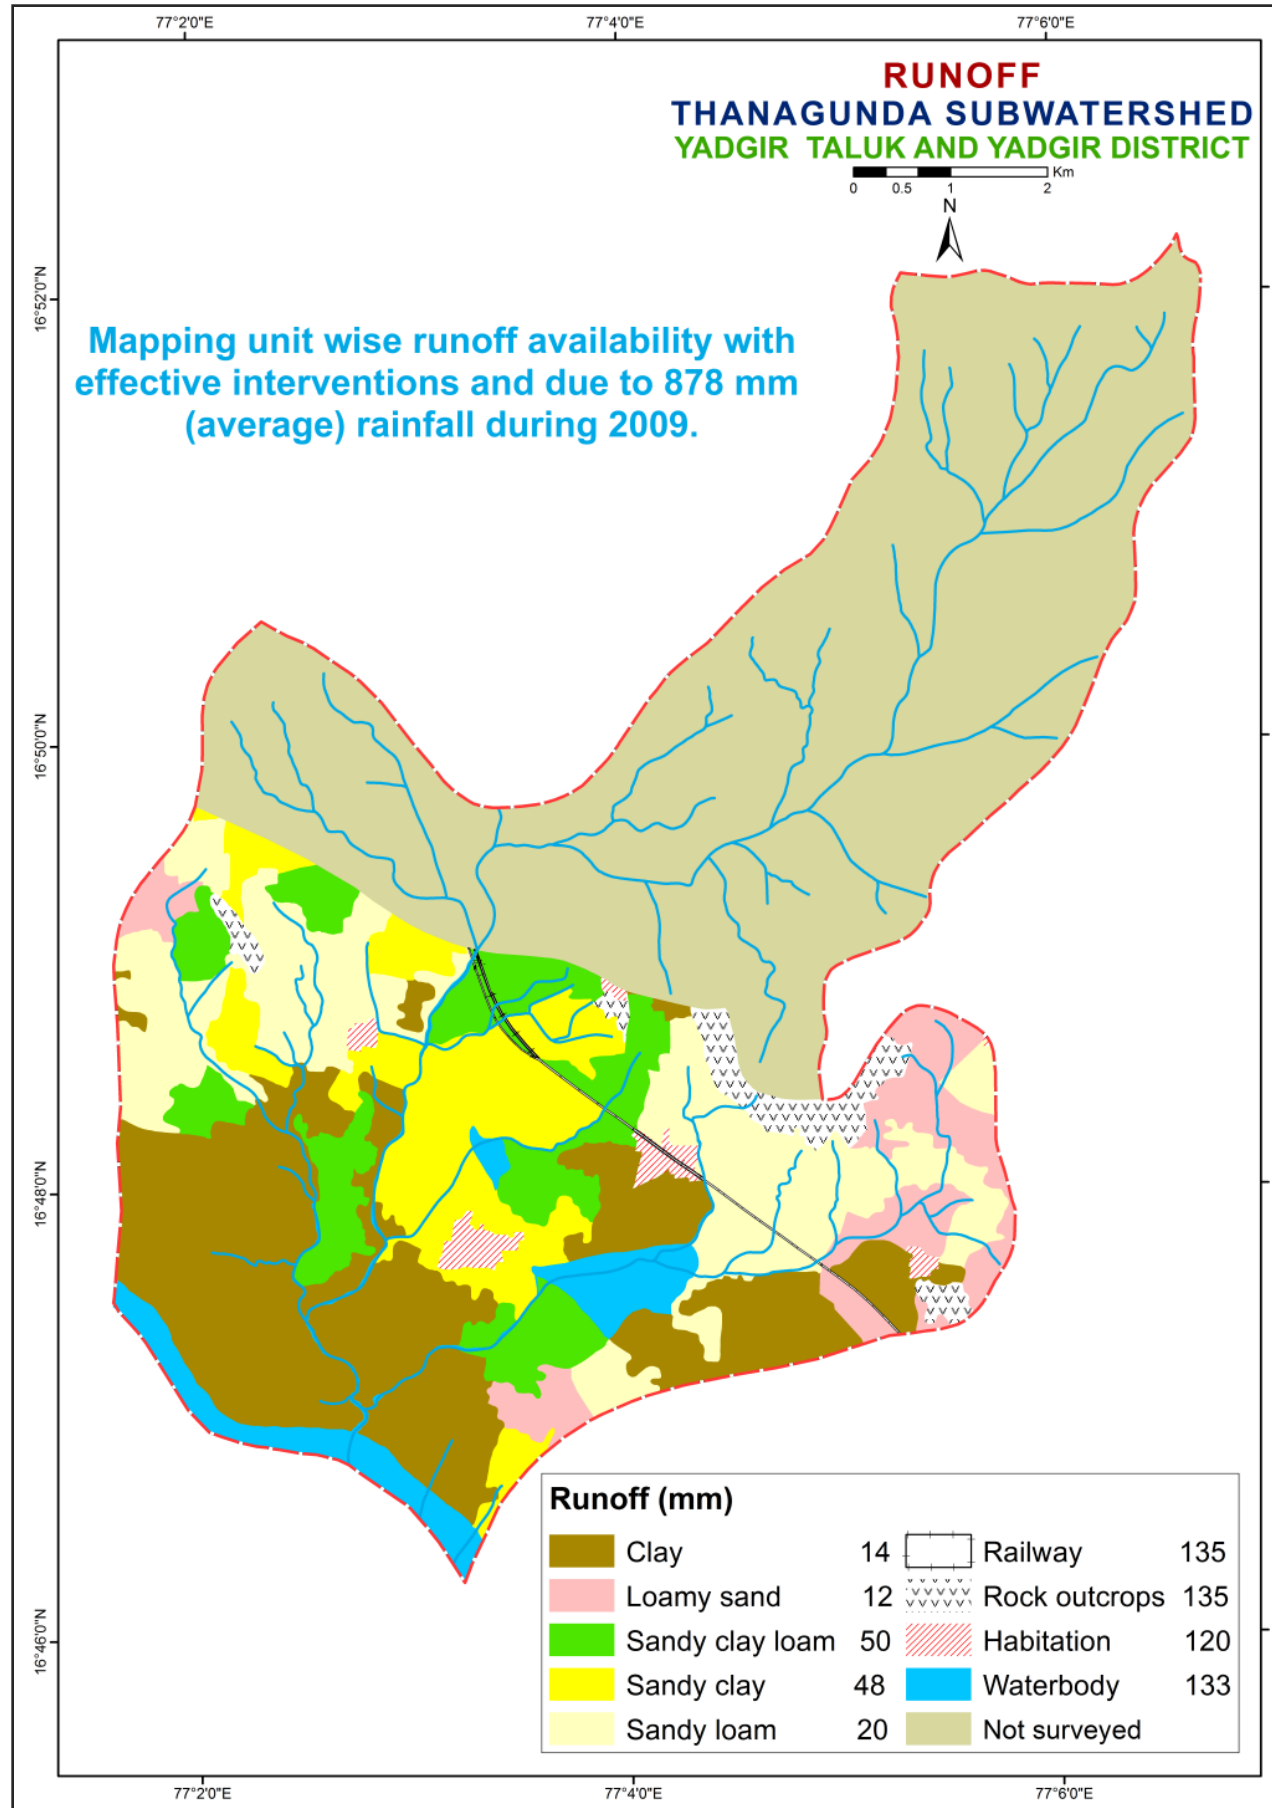 77°2'0"E
77°4'0"E
77°6'0"E
RUNOFF
THANAGUNDA SUBWATERSHED
YADGIR TALUK AND YADGIR DISTRICT
Km
0 0.5 1 2
N
16°52'0"N
Mapping unit wise runoff availability with
effective interventions and due to 878 mm
(average) rainfall during 2009.
16°50'0"N
16°48'0"N
16°46'0"N
Runoff (mm)
Clay 14 Railway 135
Loamy sand 12 Rock outcrops 135
Sandy clay loam 50 Habitation 120
Sandy clay 48 Waterbody 133
Sandy loam 20 Not surveyed
77°2'0"E
77°4'0"E
77°6'0"E